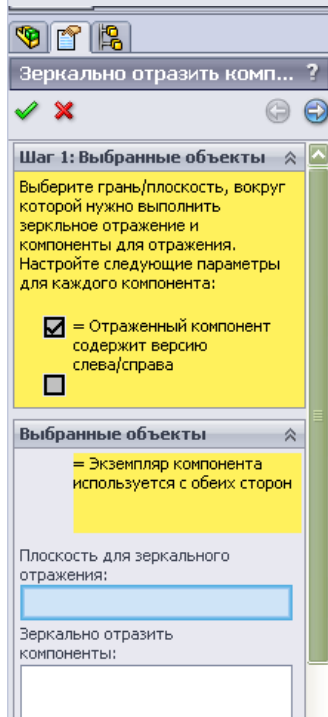 Зеркально отразить комп... ?
Шаг 1: Выбранные объекты
Выберите грань/плоскость, вокруг
которой нужно выполнить
зеркльное отражение и
компоненты для отражения.
Настройте следующие параметры
для каждого компонента:
= Отраженный компонент
содержит версию
слева/справа
Выбранные объекты
= Экземпляр компонента
используется с обеих сторон
Плоскость для зеркального
отражения:
Зеркально отразить
компоненты: